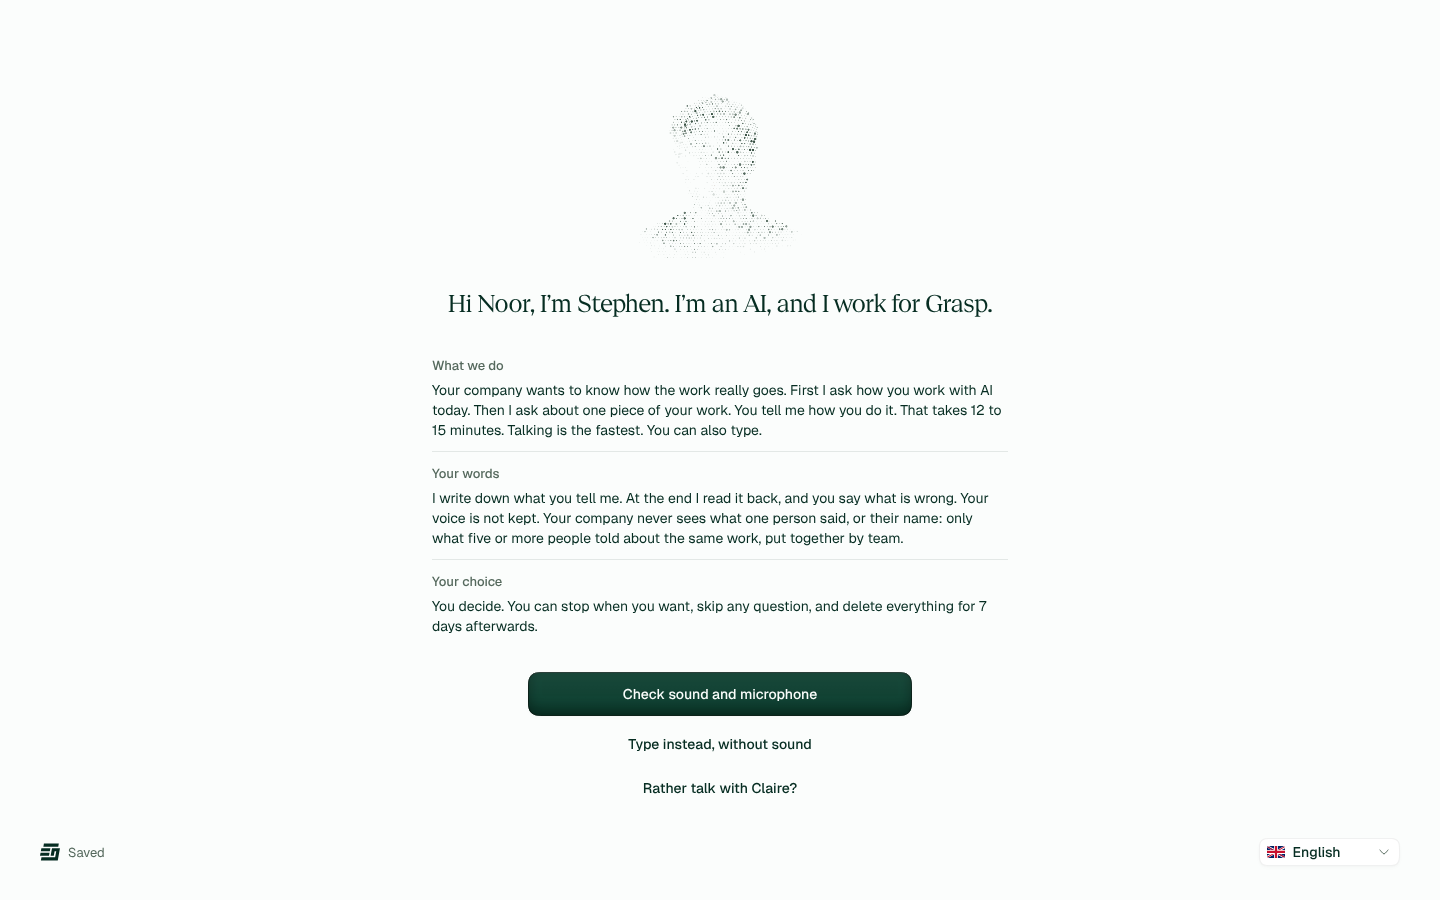 Hi Noor, I'm Stephen. I'm an AI, and I work for Grasp.
What we do
Your company wants to know how the work really goes. First I ask how you work with AI
today. Then I ask about one piece of your work. You tell me how you do it. That takes 12 to
15 minutes. Talking is the fastest. You can also type.
Your words
I write down what you tell me. At the end I read it back, and you say what is wrong. Your
voice is not kept. Your company never sees what one person said, or their name: only
what five or more people told about the same work, put together by team.
Your choice
You decide. You can stop when you want, skip any question, and delete everything for 7
days afterwards.
Check sound and microphone
Type instead, without sound
Rather talk with Claire?
Saved
English